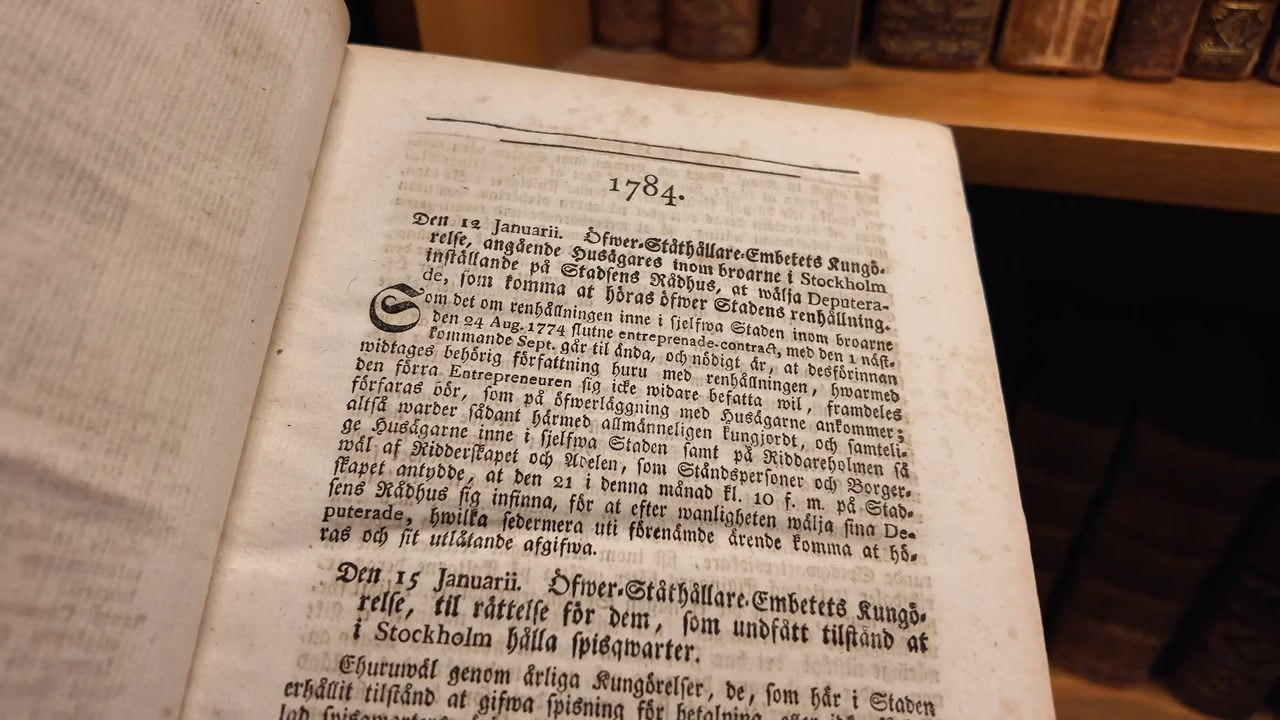 1784.
Den 12 Januarii. Öfwer-Ståthållare-Embetets Kungö-
relse, angående Husägares inom broarne i Stockholm
inställande på Stadsens Rådhus, at wälja Deputera-
de, som komma at höras öfwer Stadens renhållning.
Som det om renhållningen inne i sjelfwa Staden inom broarne
den 24 Aug. 1774 slutne entreprenade-contract, med den 1 näst-
kommande Sept. går til ånda, och nödigt är, at desförinnan
widtages behörig författning huru med renhållningen, hwarmed
den förra Entrepreneuren sig icke widare befatta wil, framdeles
förfaras bör, som på öfwerläggning med Husägarne ankommer;
altså warder sådant härmed allmänneligen kungjordt, och samteli-
ge Husägarne inne i sjelfwa Staden samt på Riddareholmen så
wäl af Ridderskapet och Adelen, som Ståndspersoner och Borger-
skapet antydde, at den 21 i denna månad kl. 10 f. m. på Stad-
sens Rådhus sig infinna, för at efter wanligheten wälja sina De-
puterade, hwilka sedermera uti förenämde ärende komma at hö-
ras och sit utlåtande afgifwa.
Den 15 Januarii. Öfwer-Ståthållare-Embetets Kungö-
relse, til rättelse för dem, som undfått tilstånd at
i Stockholm hålla spisqwarter.
Ehuruwäl genom årliga Kungörelser, de, som här i Staden
erhållit tilstånd at gifwa spisning för betalning